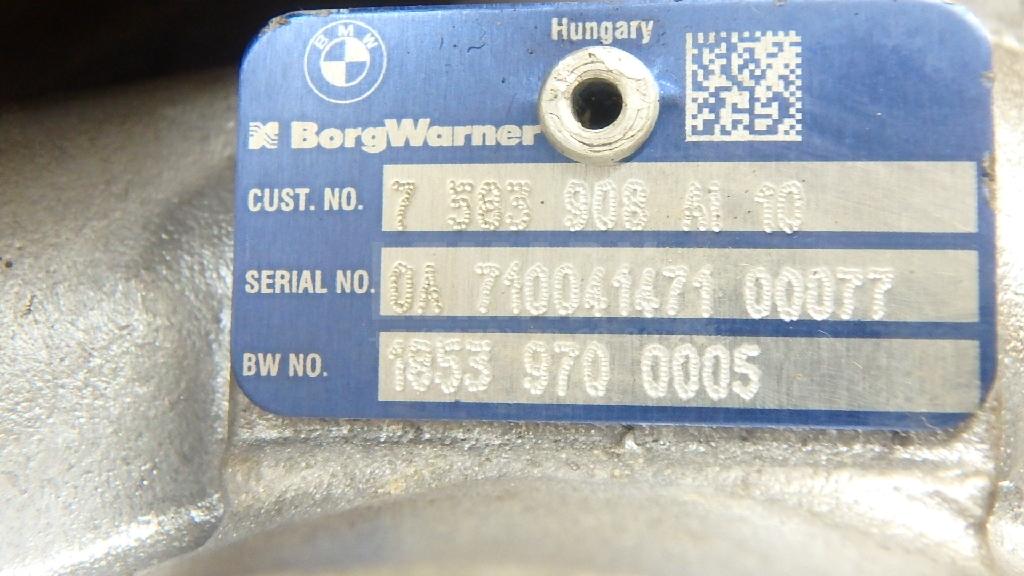 BMW
Hungary
BorgWarner
CUST. NO. 7 583 908 AI 10
SERIAL NO. 0A 710041471 00077
BW NO. 1853 970 0005